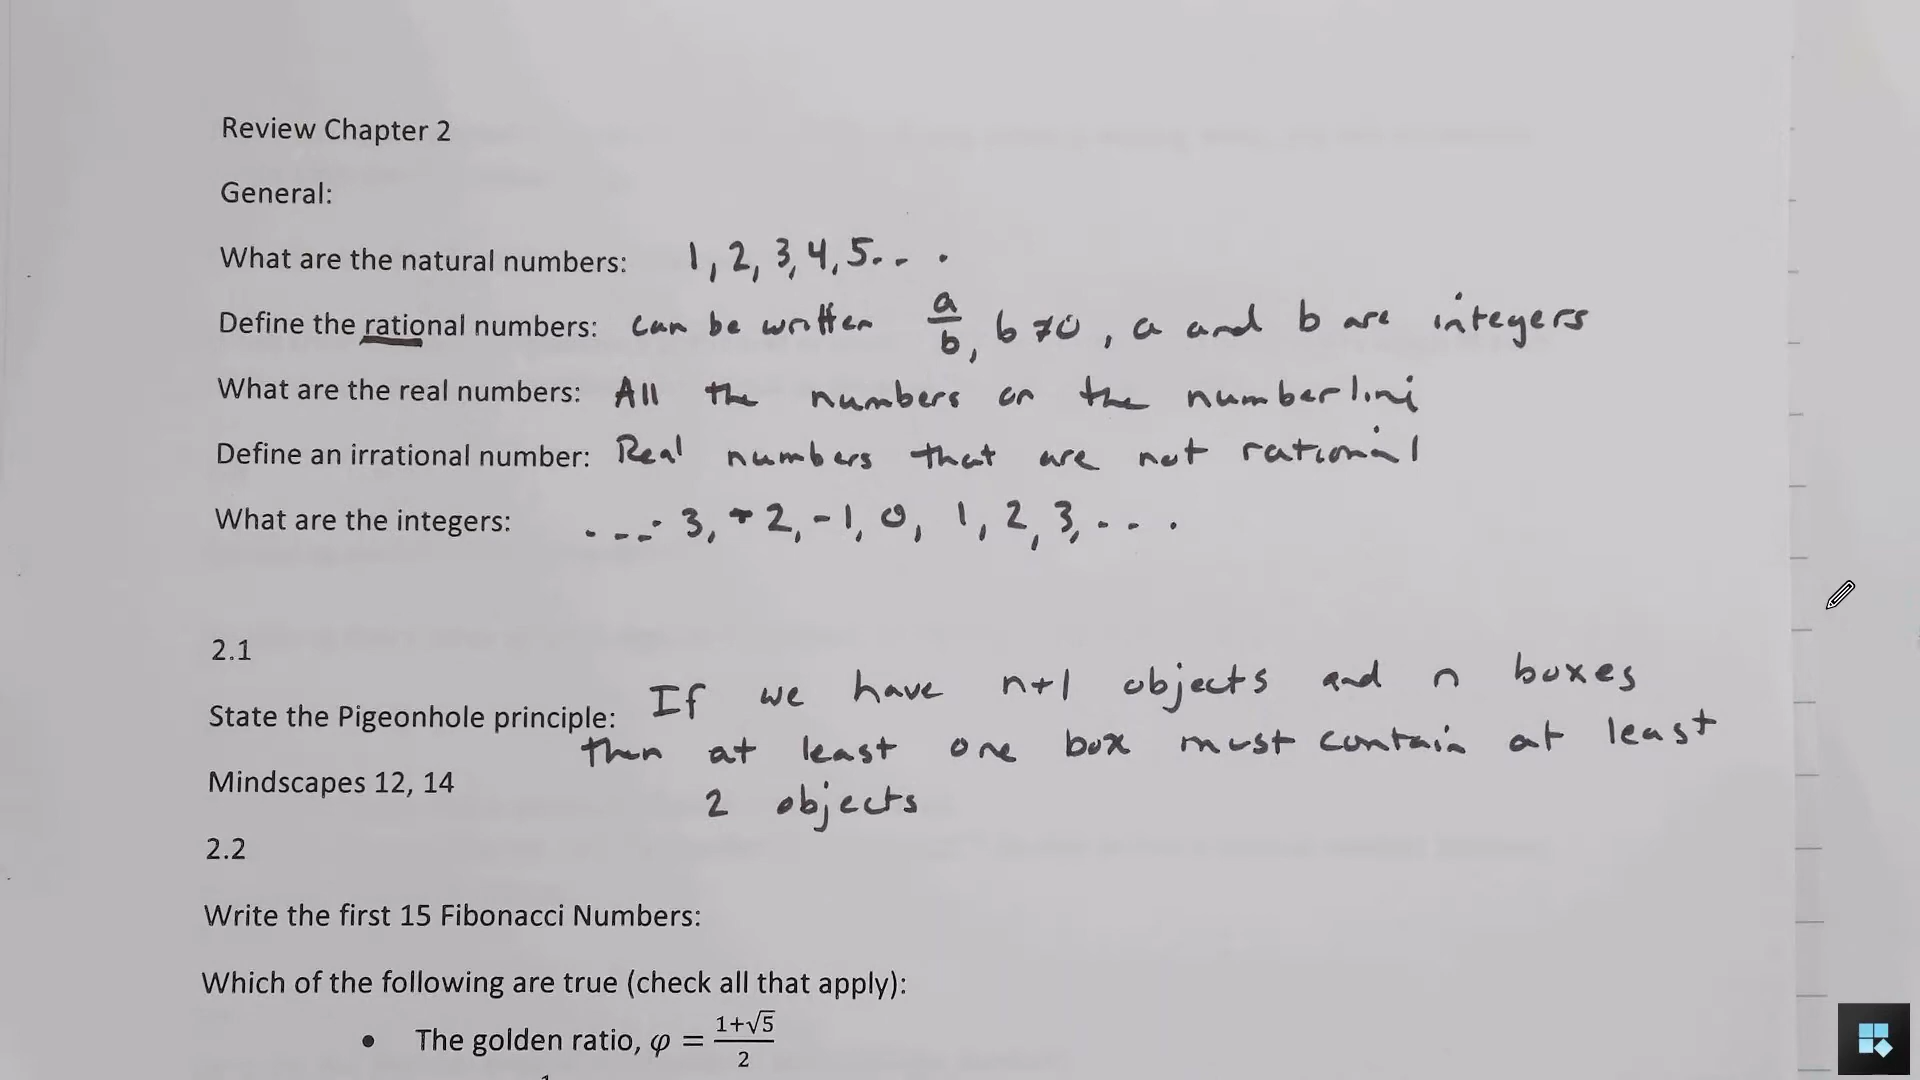 Review Chapter 2
General:
What are the natural numbers: 1, 2, 3, 4, 5 . . .
Define the rational numbers: can be written a/b, b≠0, a and b are integers
What are the real numbers: All the numbers on the number line
Define an irrational number: Real numbers that are not rational
What are the integers: . . . -3, -2, -1, 0, 1, 2, 3, . . .
2.1
State the Pigeonhole principle: If we have n+1 objects and n boxes
then at least one box must contain at least
Mindscapes 12, 14
2 objects
2.2
Write the first 15 Fibonacci Numbers:
Which of the following are true (check all that apply):
• The golden ratio, φ = (1+√5)/2